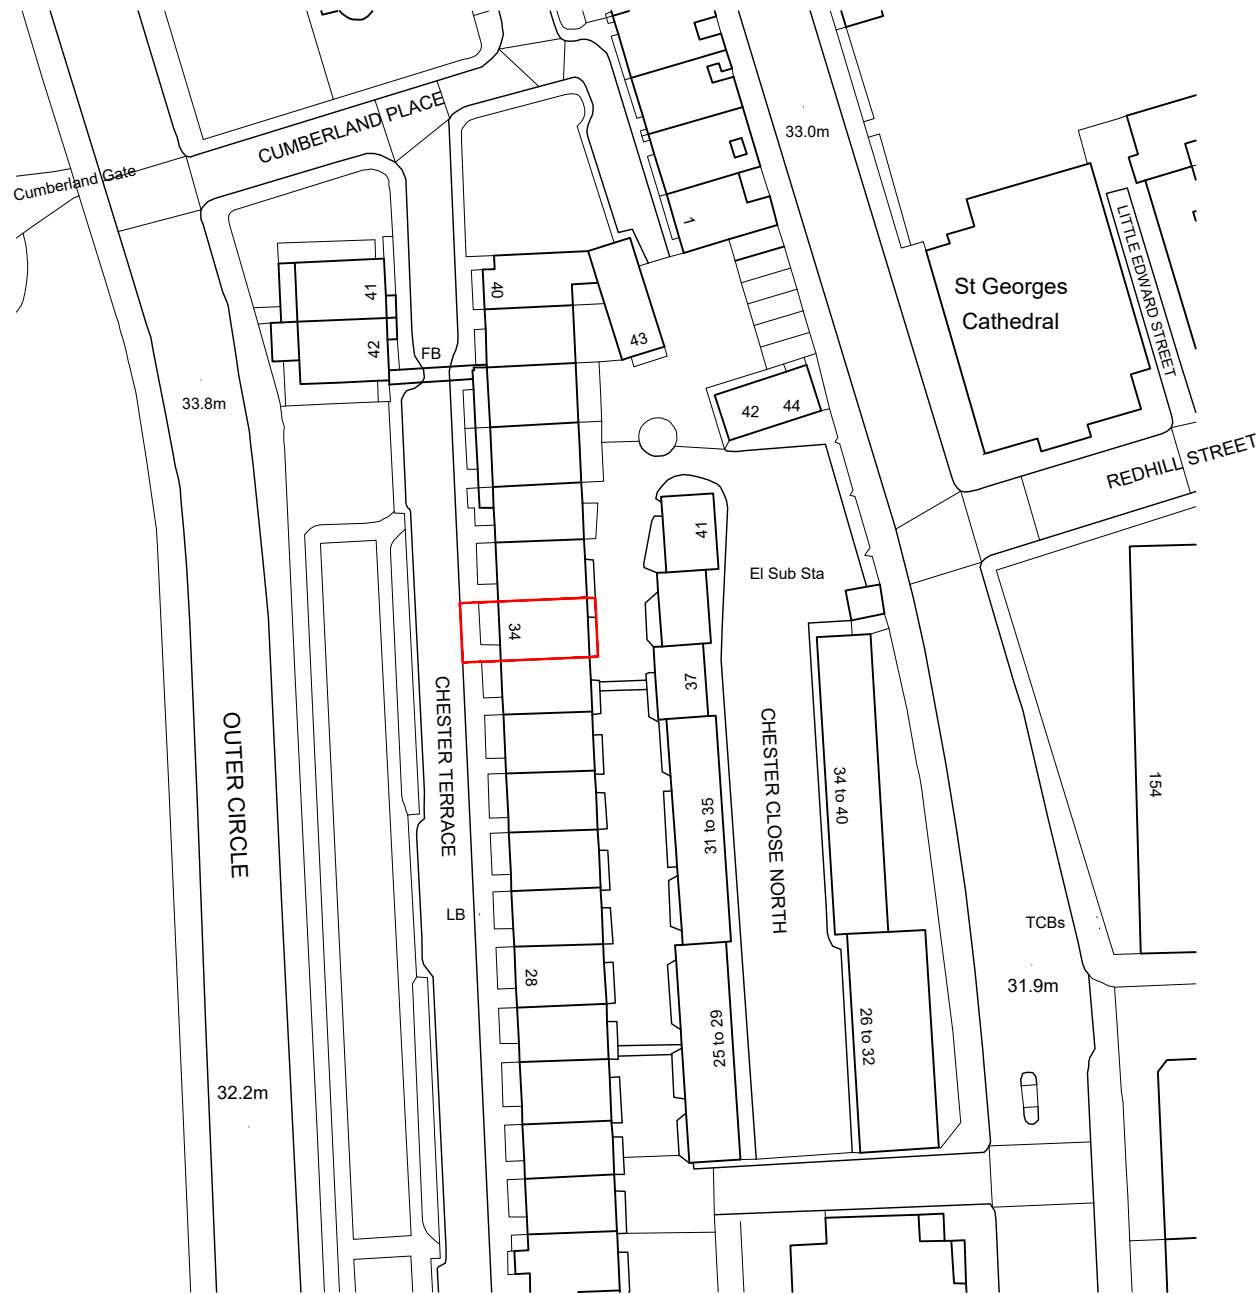 CUMBERLAND PLACE
Cumberland Gate
33.0m
1
LITTLE EDWARD STREET
St Georges
Cathedral
41
40
42
43
FB
33.8m
42 44
REDHILL STREET
41
El Sub Sta
34
37
CHESTER TERRACE
OUTER CIRCLE
CHESTER CLOSE NORTH
34 to 40
31 to 35
154
LB
TCBs
28
31.9m
25 to 29
26 to 32
32.2m